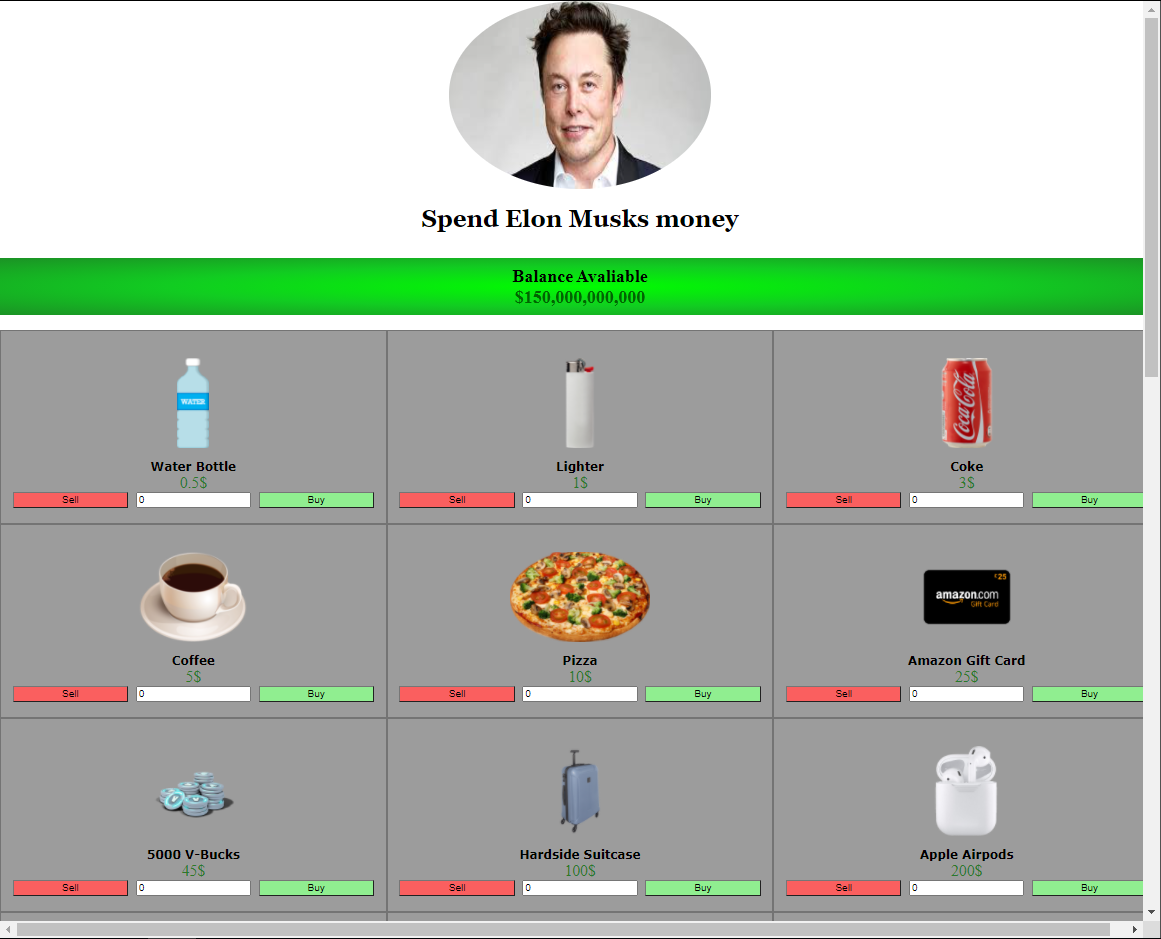 Spend Elon Musks money
Balance Avaliable
$150,000,000,000
WATER
Coca-Cola
Water Bottle
Lighter
Coke
0.5$
1$
3$
Sell 0 Buy
Sell 0 Buy
Sell 0 Buy
€25
amazon.com
Gift Card
Coffee
Pizza
Amazon Gift Card
5$
10$
25$
Sell 0 Buy
Sell 0 Buy
Sell 0 Buy
5000 V-Bucks
Hardside Suitcase
Apple Airpods
45$
100$
200$
Sell 0 Buy
Sell 0 Buy
Sell 0 Buy